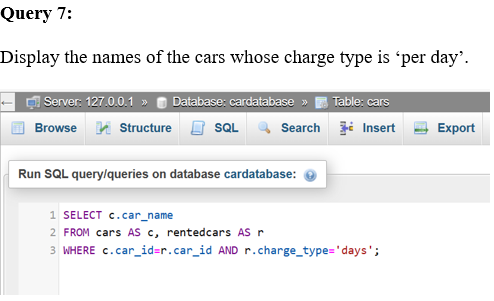 Query 7:
Display the names of the cars whose charge type is ‘per day’.
Server: 127.0.0.1 » Database: cardatabase » Table: cars
Browse Structure SQL Search Insert Export
Run SQL query/queries on database cardatabase:
1 SELECT c.car_name
2 FROM cars AS c, rentedcars AS r
3 WHERE c.car_id=r.car_id AND r.charge_type='days';